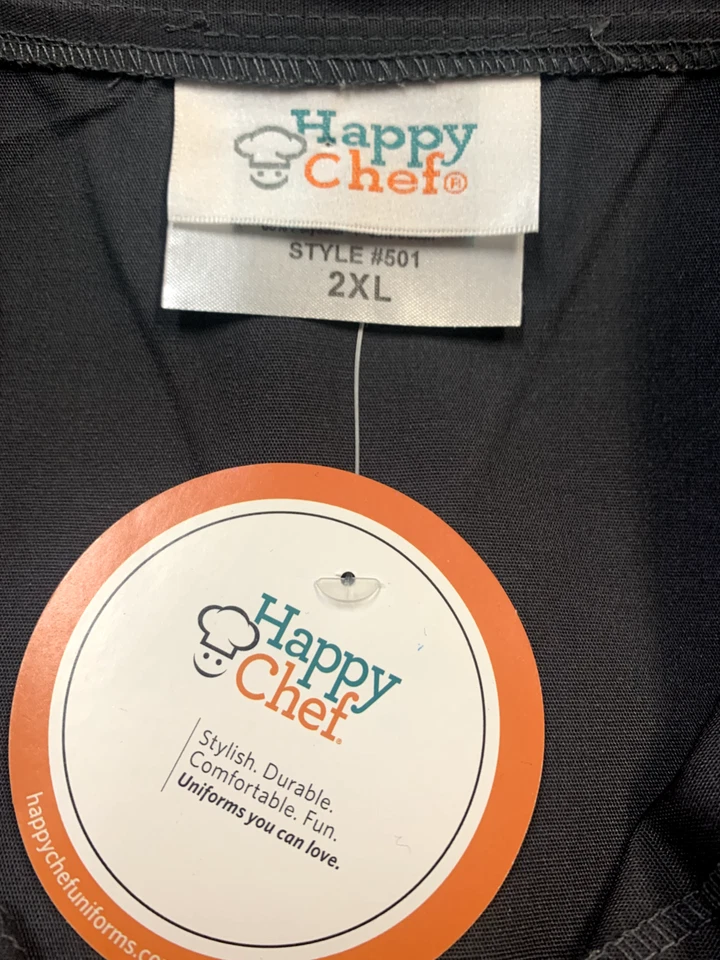 Happy
Chef®
STYLE #501
2XL
Happy
Chef®
Stylish. Durable.
Comfortable. Fun.
Uniforms you can love.
happychefuniforms.co